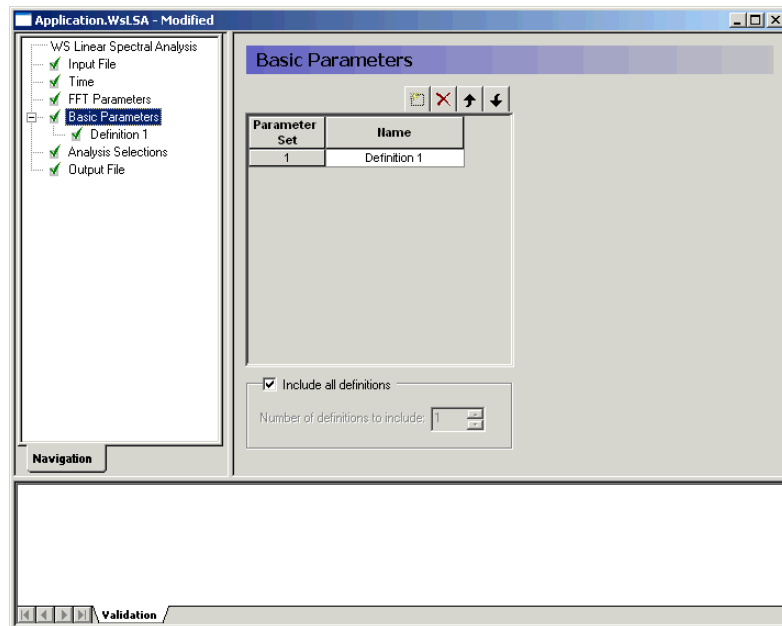 Application.WsLSA - Modified
WS Linear Spectral Analysis
Input File
Time
FFT Parameters
Basic Parameters
Definition 1
Analysis Selections
Output File
Navigation
Basic Parameters
Parameter Set
Name
1
Definition 1
Include all definitions
Number of definitions to include:
1
Validation